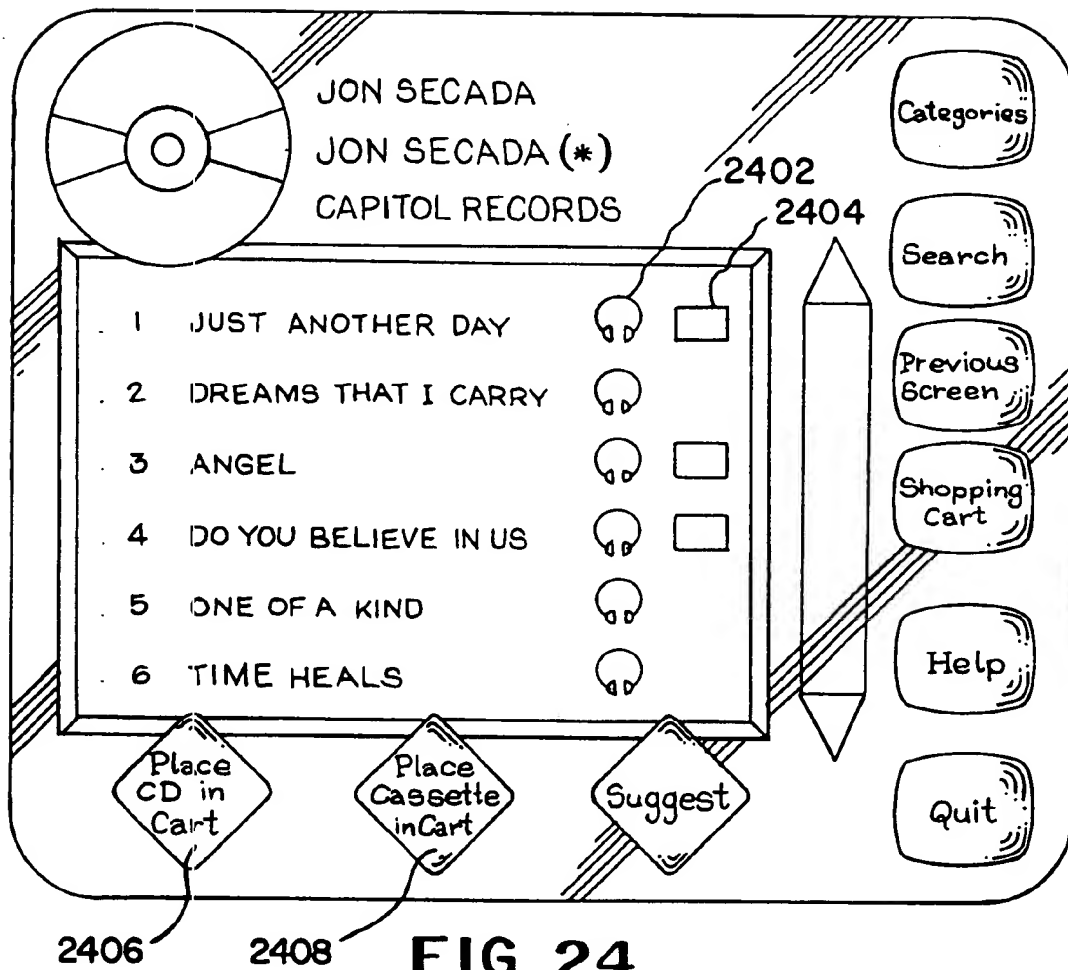 JON SECADA
JON SECADA (*)
CAPITOL RECORDS
2402
2404
1 JUST ANOTHER DAY
2 DREAMS THAT I CARRY
3 ANGEL
4 DO YOU BELIEVE IN US
5 ONE OF A KIND
6 TIME HEALS
Categories
Search
Previous
Screen
Shopping
Cart
Help
Quit
Place
CD in
Cart
Place
Cassette
in Cart
Suggest
2406
2408
FIG 24